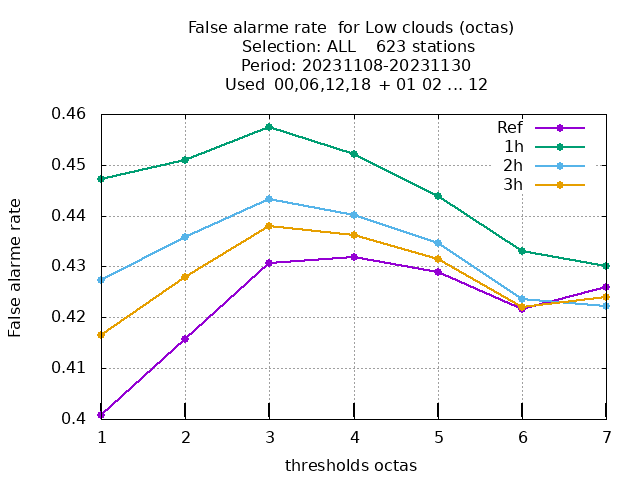 False alarme rate  for Low clouds (octas)
Selection: ALL    623 stations
Period: 20231108-20231130
Used  00,06,12,18 + 01 02 ... 12
Ref
1h
2h
3h
0.46
0.45
0.44
0.43
0.42
0.41
0.4
False alarme rate
1 2 3 4 5 6 7
thresholds octas